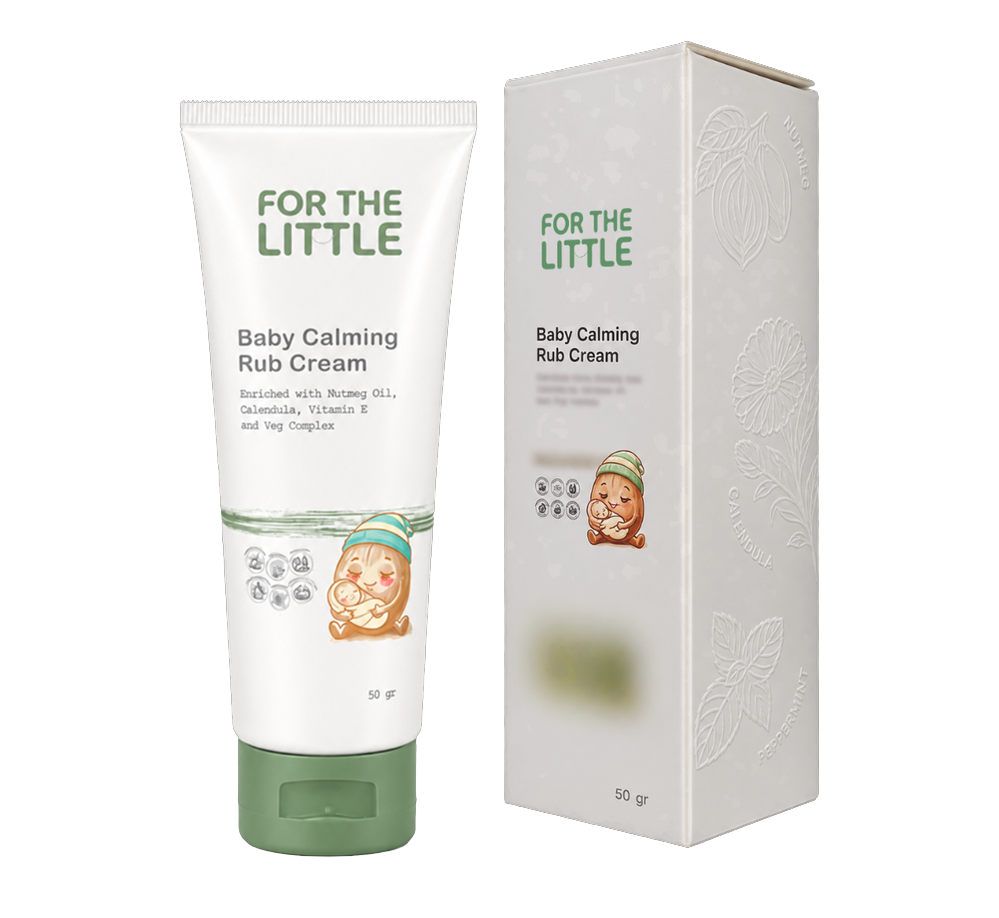 FOR THE
LITTLE
Baby Calming
Rub Cream
Enriched with Nutmeg Oil,
Calendula, Vitamin E
and Veg Complex
50 gr
FOR THE
LITTLE
Baby Calming
Rub Cream
50 gr
NUTMEG
CALENDULA
PEPPERMINT